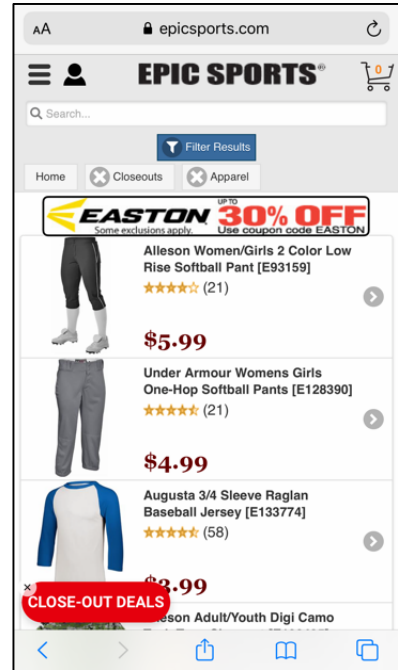 AA epicsports.com
EPIC SPORTS® 0
Search...
Filter Results
Home Closeouts Apparel
EASTON UP TO 30% OFF
Some exclusions apply. Use coupon code EASTON
Alleson Women/Girls 2 Color Low
Rise Softball Pant [E93159]
(21)
$5.99
Under Armour Womens Girls
One-Hop Softball Pants [E128390]
(21)
$4.99
Augusta 3/4 Sleeve Raglan
Baseball Jersey [E133774]
(58)
$3.99
CLOSE-OUT DEALS
Adult/Youth Digi Camo